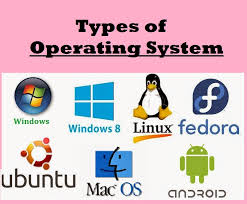 Types of
Operating System
Windows
Windows 8
Linux
fedora
ubuntu
Mac OS
ANDROID